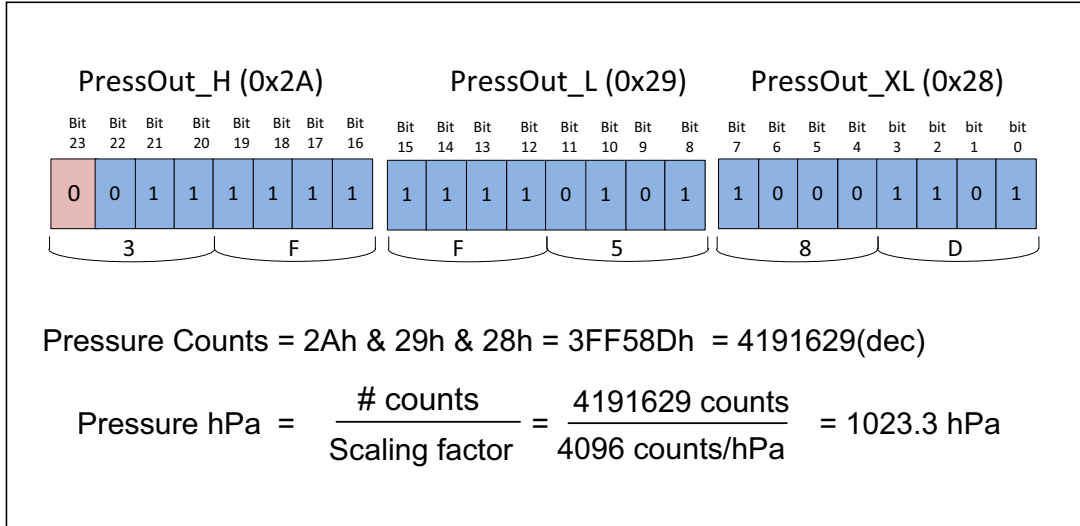 PressOut_H (0x2A) PressOut_L (0x29) PressOut_XL (0x28)
Bit 23 Bit 22 Bit 21 Bit 20 Bit 19 Bit 18 Bit 17 Bit 16 Bit 15 Bit 14 Bit 13 Bit 12 Bit 11 Bit 10 Bit 9 Bit 8 Bit 7 Bit 6 Bit 5 Bit 4 bit 3 bit 2 bit 1 bit 0
0 0 1 1 1 1 1 1 1 1 1 1 0 1 0 1 1 0 0 0 1 1 0 1
3 F F 5 8 D
Pressure Counts = 2Ah & 29h & 28h = 3FF58Dh = 4191629(dec)
Pressure hPa = # counts / Scaling factor = 4191629 counts / 4096 counts/hPa = 1023.3 hPa